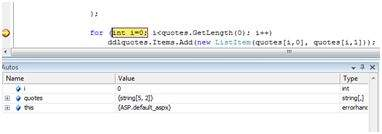 };
for (int i=0; i<quotes.GetLength(0); i++)
ddlquotes.Items.Add(new ListItem(quotes[i,0], quotes[i,1]));
Autos
Name Value Type
i 0 int
quotes {string[5, 2]} string[,]
this {ASP.default_aspx} errorhand